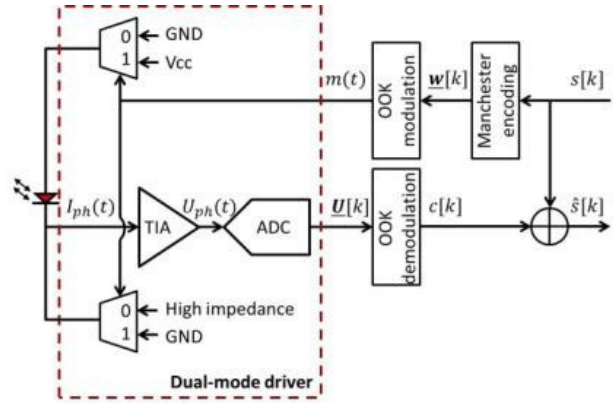 0 GND
1 Vcc
m(t)
OOK modulation
w[k]
Manchester encoding
s[k]
I_ph(t)
TIA
U_ph(t)
ADC
U[k]
OOK demodulation
c[k]
ŝ[k]
0 High impedance
1 GND
Dual-mode driver